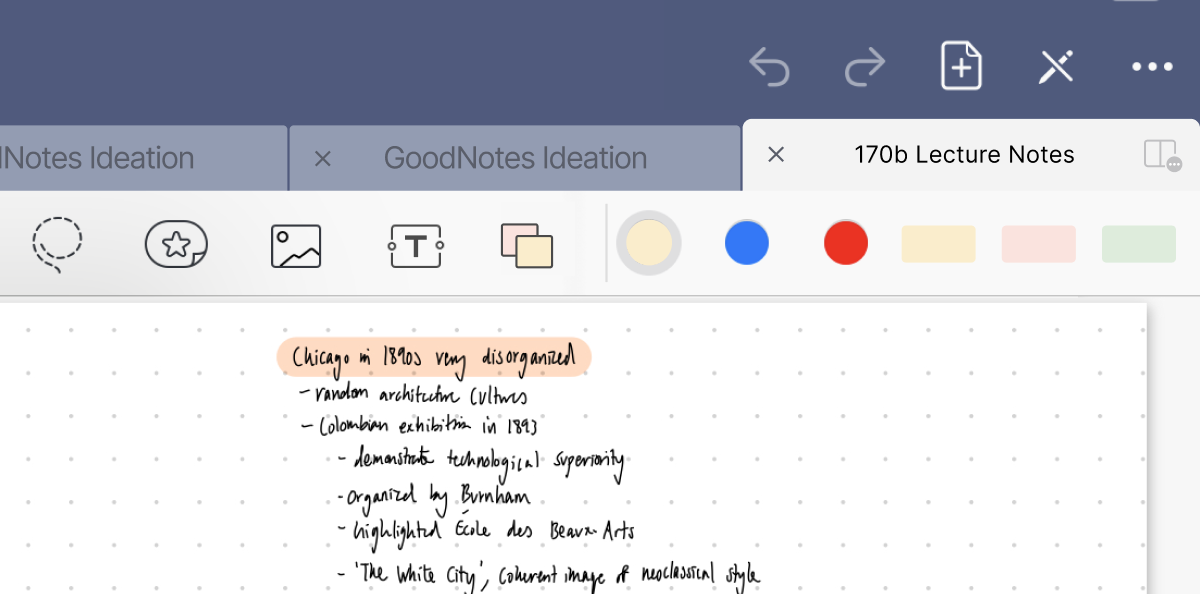 Notes Ideation
GoodNotes Ideation
170b Lecture Notes
T
Chicago in 1890s very disorganized
- random architecture cultures
- Colombian exhibition in 1893
- demonstrate technological superiority
- organized by Burnham
- highlighted École des Beaux-Arts
- 'The White City', coherent image of neoclassical style